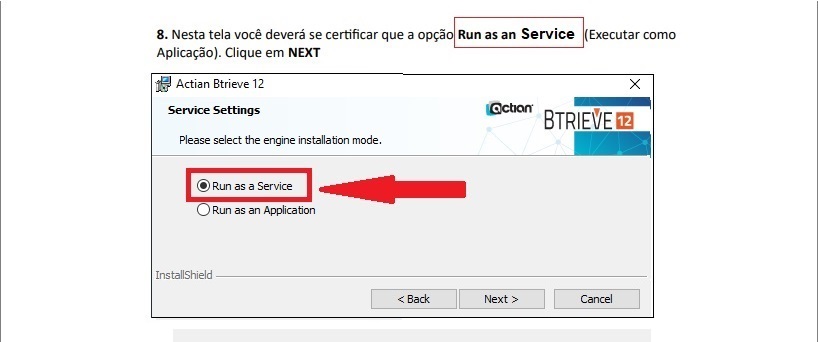 8. Nesta tela você deverá se certificar que a opção Run as an Service (Executar como
Aplicação). Clique em NEXT
Actian Btrieve 12
Service Settings
Please select the engine installation mode.
actian
BTRIEVE 12
Run as a Service
Run as an Application
InstallShield
< Back
Next >
Cancel